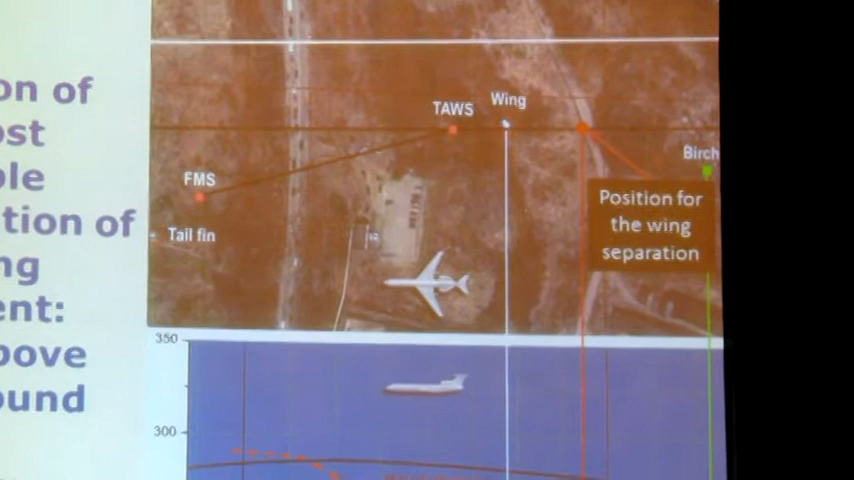 on of
ost
ble
tion of
ng
ent:
bove
ound
TAWS
Wing
Birch
FMS
Tail fin
Position for
the wing
separation
350
300